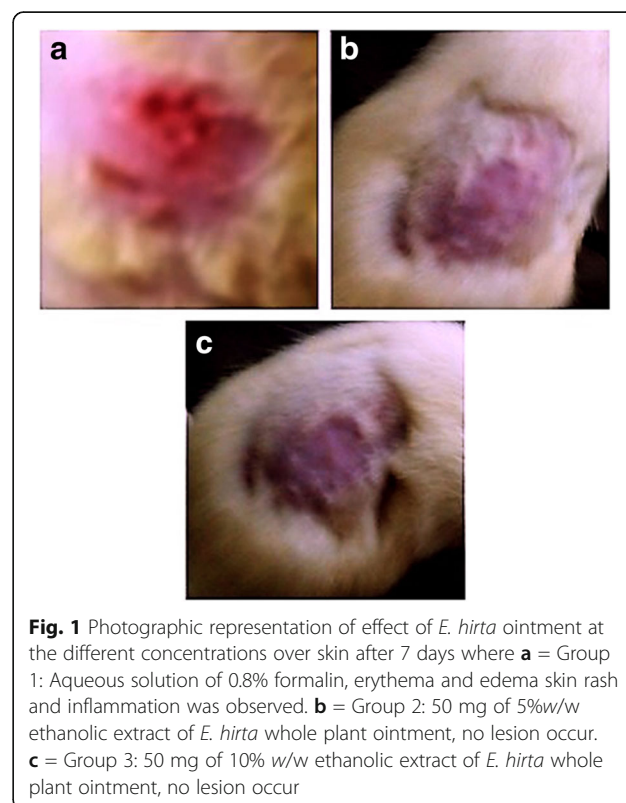 a
b
c
Fig. 1 Photographic representation of effect of E. hirta ointment at
the different concentrations over skin after 7 days where a = Group
1: Aqueous solution of 0.8% formalin, erythema and edema skin rash
and inflammation was observed. b = Group 2: 50 mg of 5%w/w
ethanolic extract of E. hirta whole plant ointment, no lesion occur.
c = Group 3: 50 mg of 10% w/w ethanolic extract of E. hirta whole
plant ointment, no lesion occur